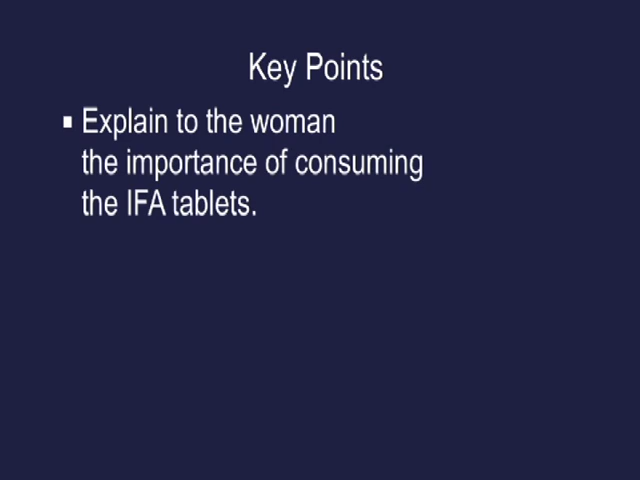 Key Points
▪ Explain to the woman
the importance of consuming
the IFA tablets.